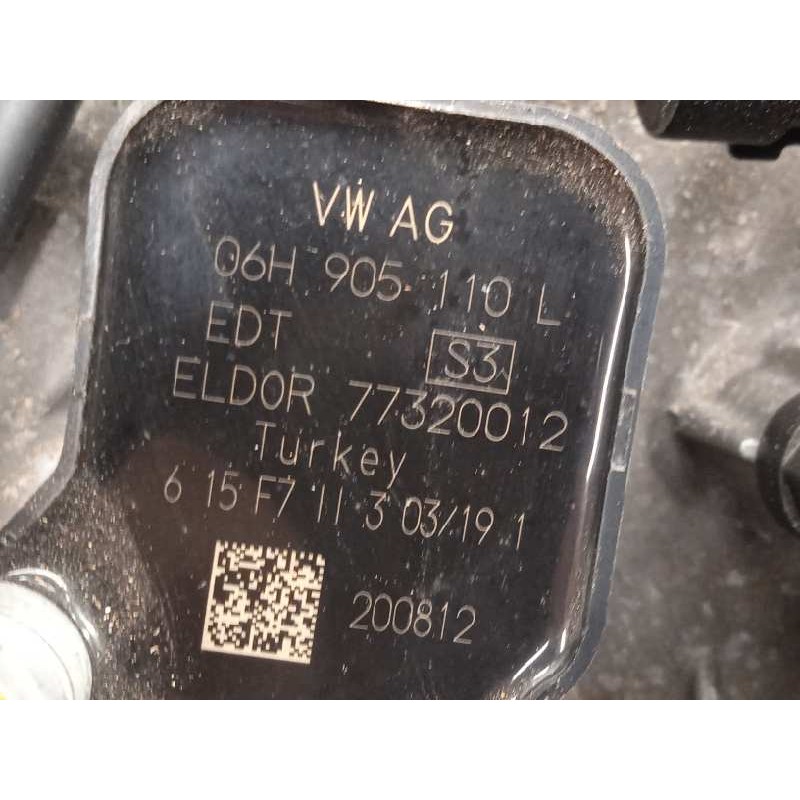 VW AG
06H 905 110 L
EDT S3
ELDOR 77320012
Turkey
6 15 F7 11 3 03/19 1
200812